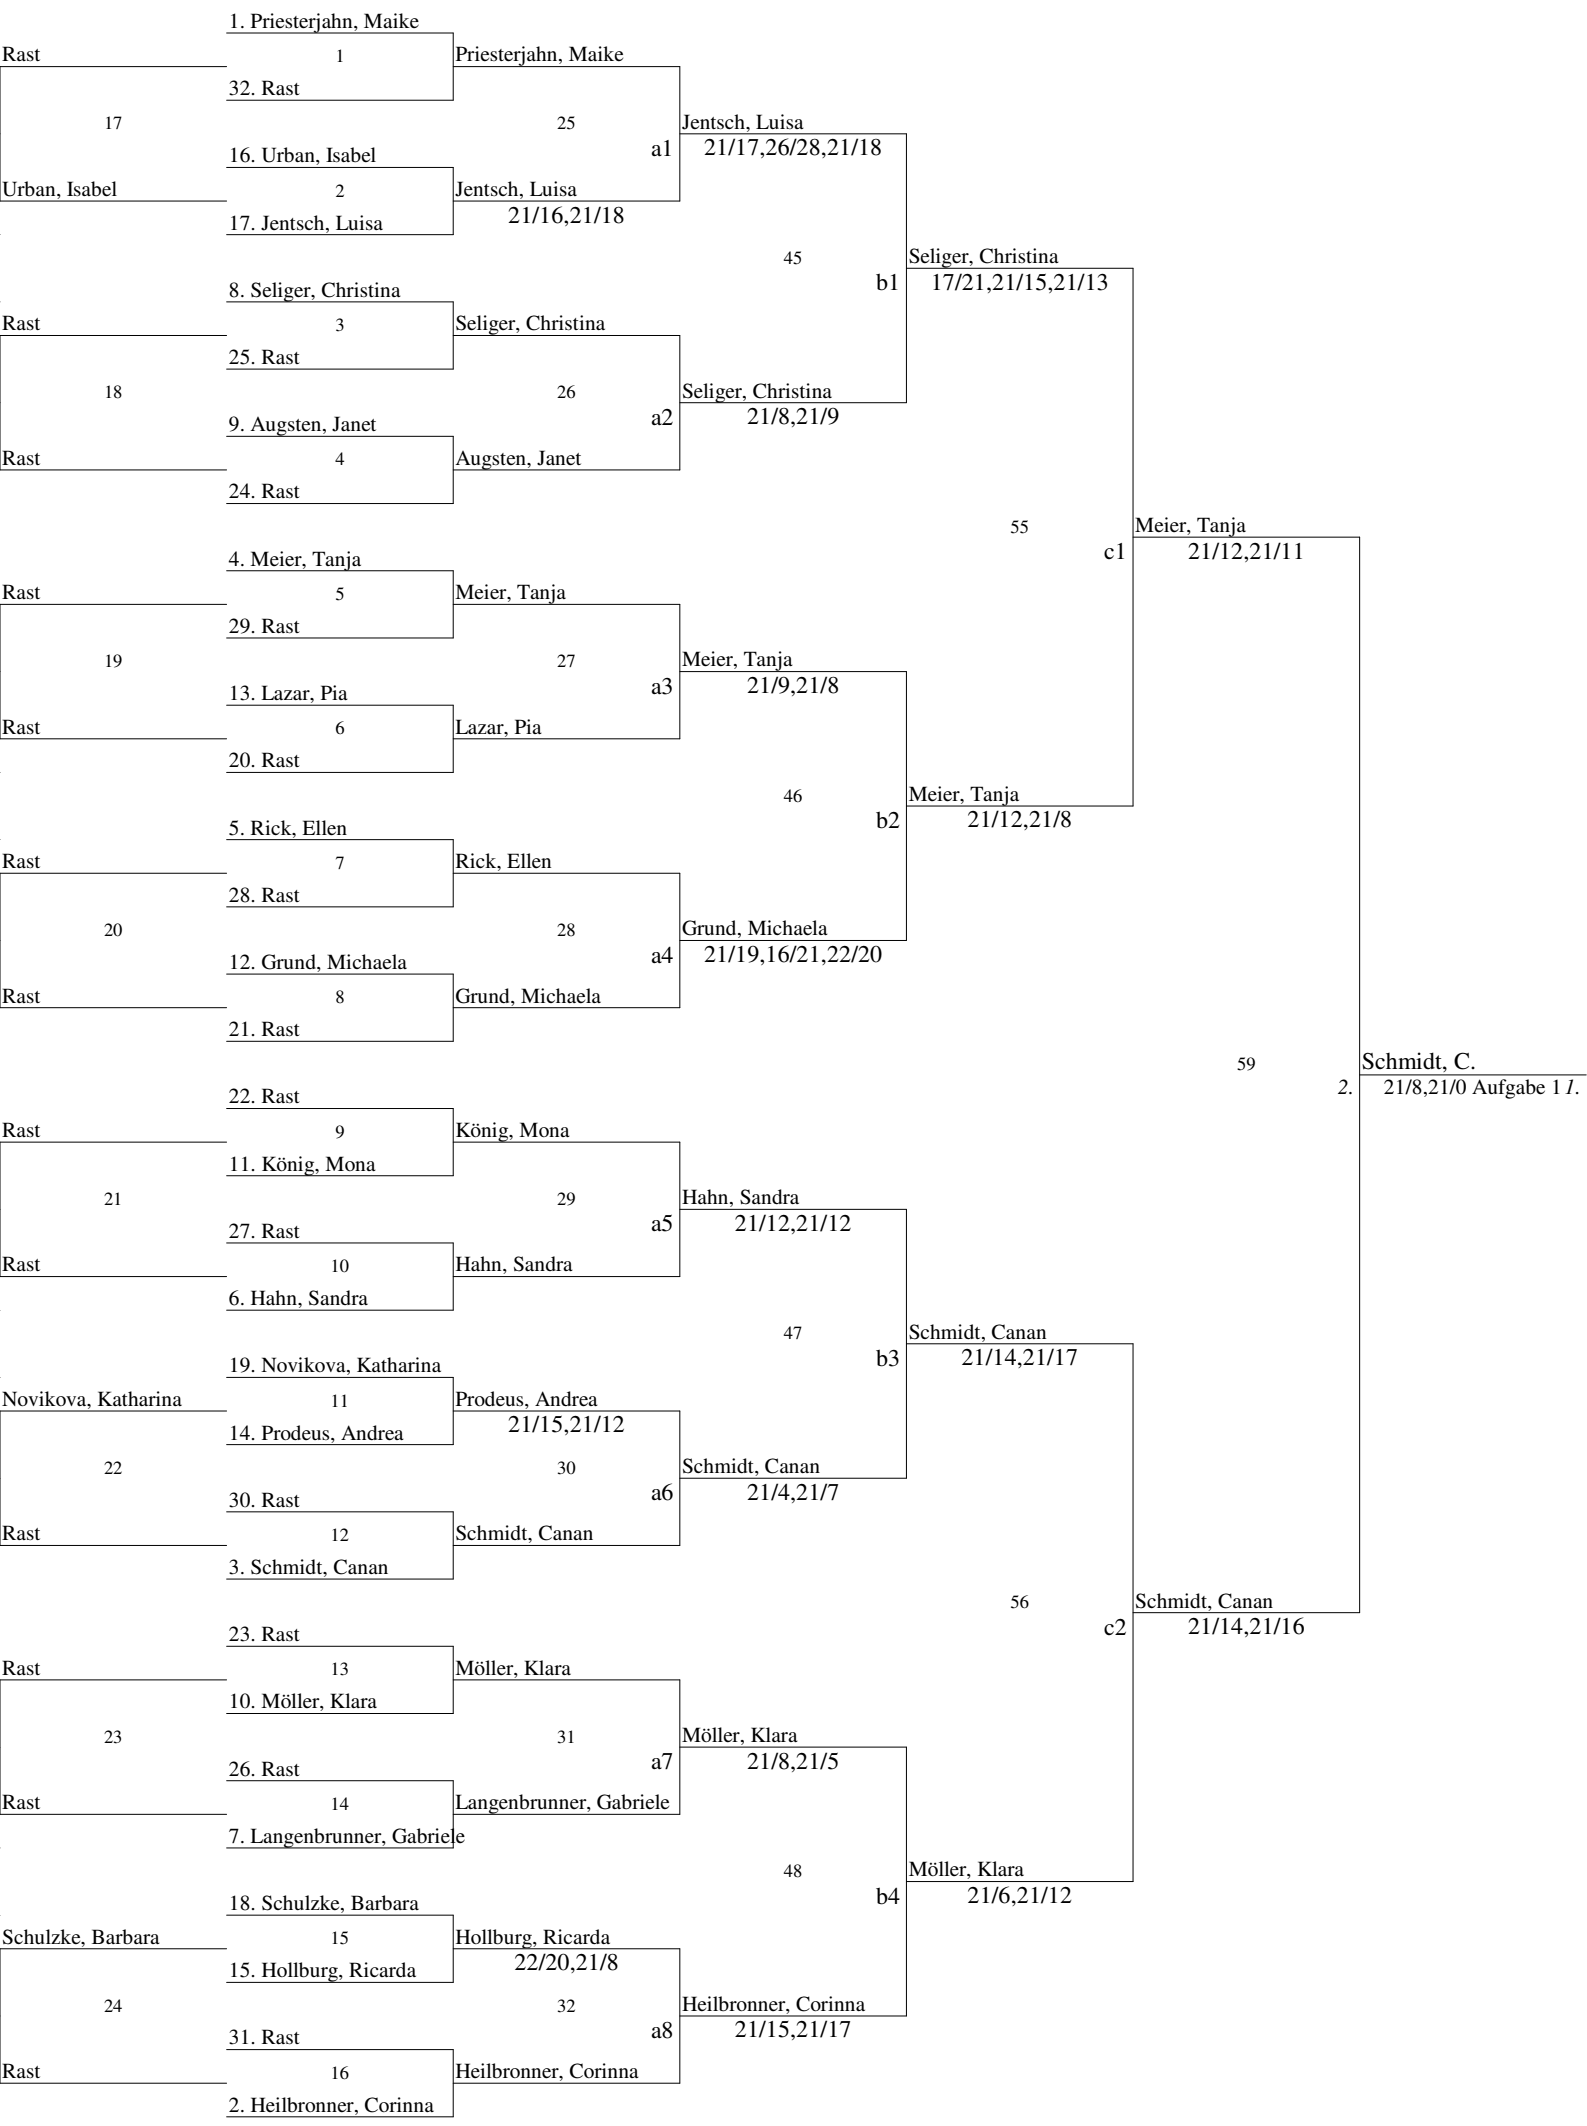 1. Priesterjahn, Maike
Rast
1
Priesterjahn, Maike
32. Rast
17
25
Jentsch, Luisa
a1
21/17,26/28,21/18
16. Urban, Isabel
Urban, Isabel
2
Jentsch, Luisa
21/16,21/18
17. Jentsch, Luisa
45
Seliger, Christina
b1
17/21,21/15,21/13
8. Seliger, Christina
Rast
3
Seliger, Christina
25. Rast
18
26
Seliger, Christina
a2
21/8,21/9
9. Augsten, Janet
Rast
4
Augsten, Janet
24. Rast
55
Meier, Tanja
c1
21/12,21/11
4. Meier, Tanja
Rast
5
Meier, Tanja
29. Rast
19
27
Meier, Tanja
a3
21/9,21/8
13. Lazar, Pia
Rast
6
Lazar, Pia
20. Rast
46
Meier, Tanja
b2
21/12,21/8
5. Rick, Ellen
Rast
7
Rick, Ellen
28. Rast
20
28
Grund, Michaela
a4
21/19,16/21,22/20
12. Grund, Michaela
Rast
8
Grund, Michaela
21. Rast
59
Schmidt, C.
2.
21/8,21/0 Aufgabe 1 1.
22. Rast
Rast
9
König, Mona
11. König, Mona
21
29
Hahn, Sandra
a5
21/12,21/12
27. Rast
Rast
10
Hahn, Sandra
6. Hahn, Sandra
47
Schmidt, Canan
b3
21/14,21/17
19. Novikova, Katharina
Novikova, Katharina
11
Prodeus, Andrea
21/15,21/12
14. Prodeus, Andrea
22
30
Schmidt, Canan
a6
21/4,21/7
30. Rast
Rast
12
Schmidt, Canan
3. Schmidt, Canan
56
Schmidt, Canan
c2
21/14,21/16
23. Rast
Rast
13
Möller, Klara
10. Möller, Klara
23
31
Möller, Klara
a7
21/8,21/5
26. Rast
Rast
14
Langenbrunner, Gabriele
7. Langenbrunner, Gabriele
48
Möller, Klara
b4
21/6,21/12
18. Schulzke, Barbara
Schulzke, Barbara
15
Hollburg, Ricarda
22/20,21/8
15. Hollburg, Ricarda
24
32
Heilbronner, Corinna
a8
21/15,21/17
31. Rast
Rast
16
Heilbronner, Corinna
2. Heilbronner, Corinna